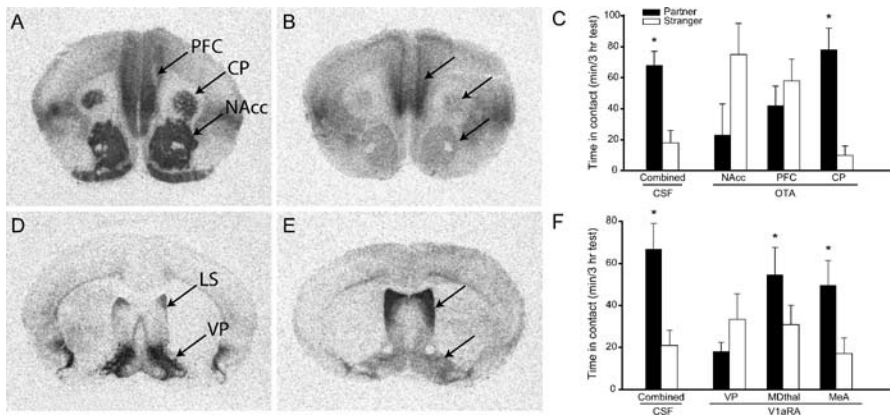 A
PFC
CP
NAcc
B
C
Partner
Stranger
Time in contact (min/3 hr test)
100
80
60
40
20
0
*
*
Combined
NAcc
PFC
CP
CSF
OTA
D
LS
VP
E
F
Time in contact (min/3 hr test)
80
60
40
20
0
*
*
*
Combined
VP
MDthal
MeA
CSF
V1aRA